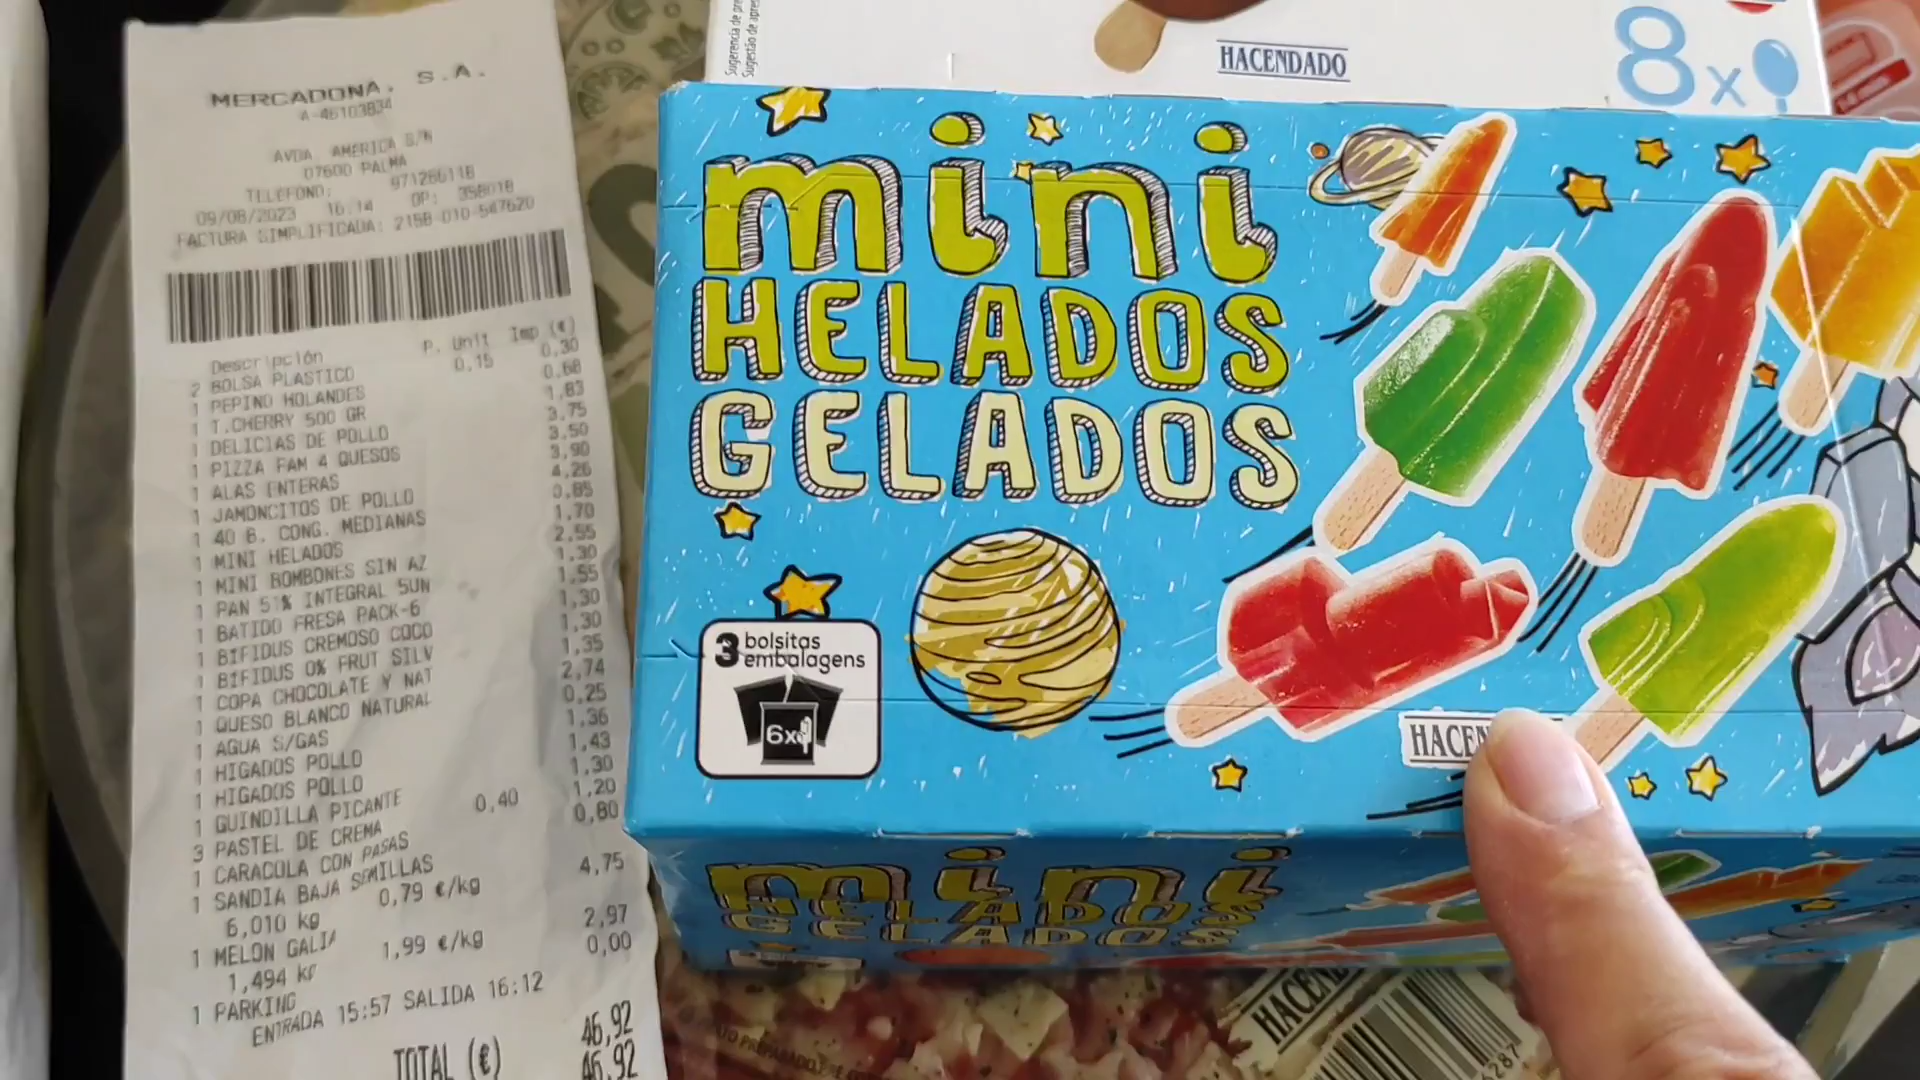 MERCADONA, S.A.
A-46103834
AVDA. AMERICA S/N
07600 PALMA
TELEFONO: 971266118
09/08/2023 16:14 OP: 358018
FACTURA SIMPLIFICADA: 2158-010-547620
Descripción P. Unit Imp (€)
2 BOLSA PLASTICO 0,15 0,30
1 PEPINO HOLANDES 0,68
1 T.CHERRY 500 GR 1,83
1 DELICIAS DE POLLO 3,75
1 PIZZA FAM 4 QUESOS 3,50
1 ALAS ENTERAS 3,90
1 JAMONCITOS DE POLLO 4,26
1 40 B. CONG. MEDIANAS 0,85
1 MINI HELADOS 1,70
1 MINI BOMBONES SIN AZ 2,55
1 PAN 51% INTEGRAL 5UN 1,30
1 BATIDO FRESA PACK-6 1,55
1 BIFIDUS CREMOSO COCO 1,30
1 BIFIDUS 0% FRUT SILV 1,30
1 COPA CHOCOLATE Y NAT 1,35
1 QUESO BLANCO NATURAL 2,74
1 AGUA S/GAS 0,25
1 HIGADOS POLLO 1,36
1 HIGADOS POLLO 1,43
1 GUINDILLA PICANTE 1,30
3 PASTEL DE CREMA 0,40 1,20
1 CARACOLA CON PASAS 0,80
1 SANDIA BAJA SEMILLAS
6,010 kg 0,79 €/kg 4,75
1 MELON GALIA
1,494 kg 1,99 €/kg 2,97
1 PARKING 0,00
ENTRADA 15:57 SALIDA 16:12
TOTAL (€) 46,92
46,92
HACENDADO
8x
mini
HELADOS
GELADOS
3 bolsitas
embalagens
6x
HACEN
mini
HELADOS
GELADOS
HACEND